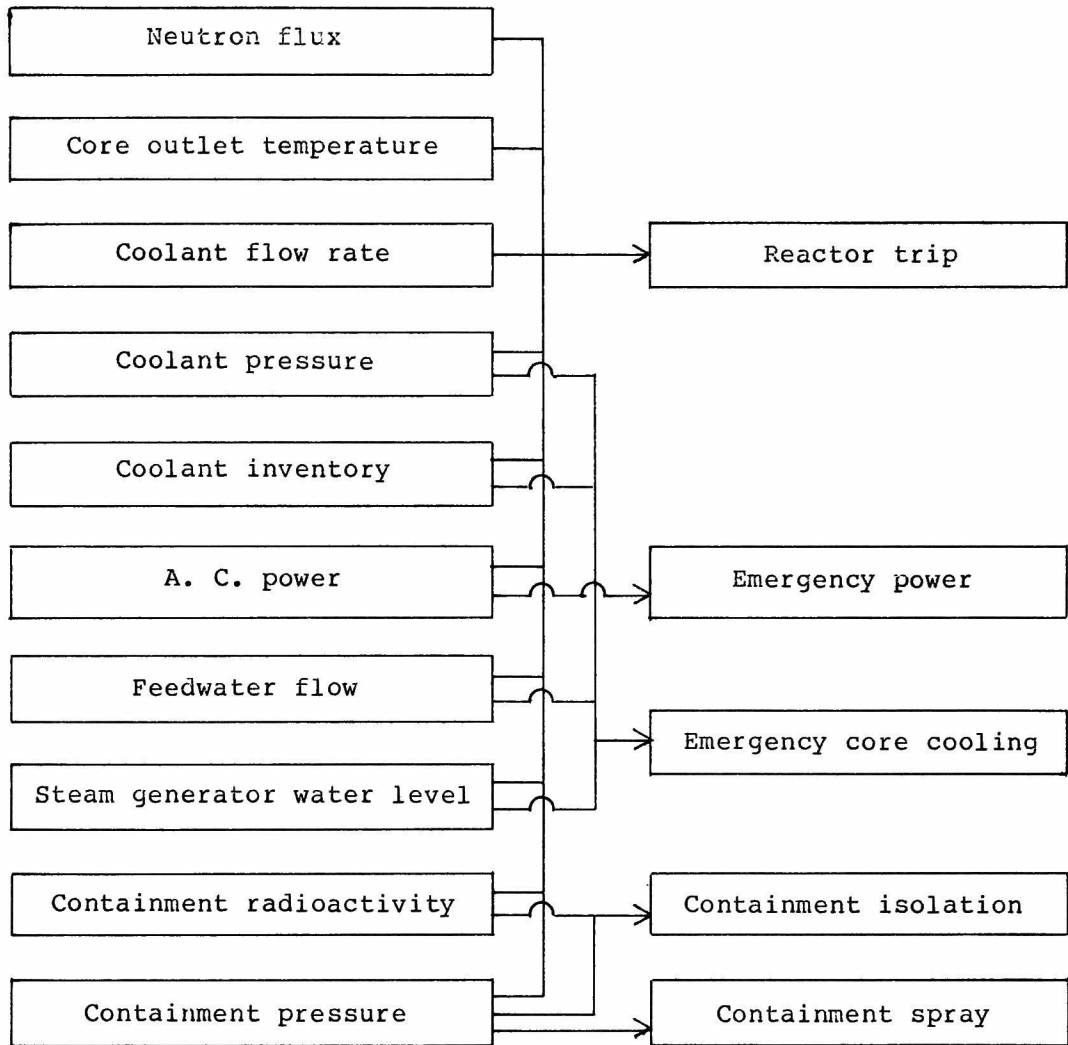 Neutron flux
Core outlet temperature
Coolant flow rate
Reactor trip
Coolant pressure
Coolant inventory
A. C. power
Emergency power
Feedwater flow
Emergency core cooling
Steam generator water level
Containment radioactivity
Containment isolation
Containment pressure
Containment spray